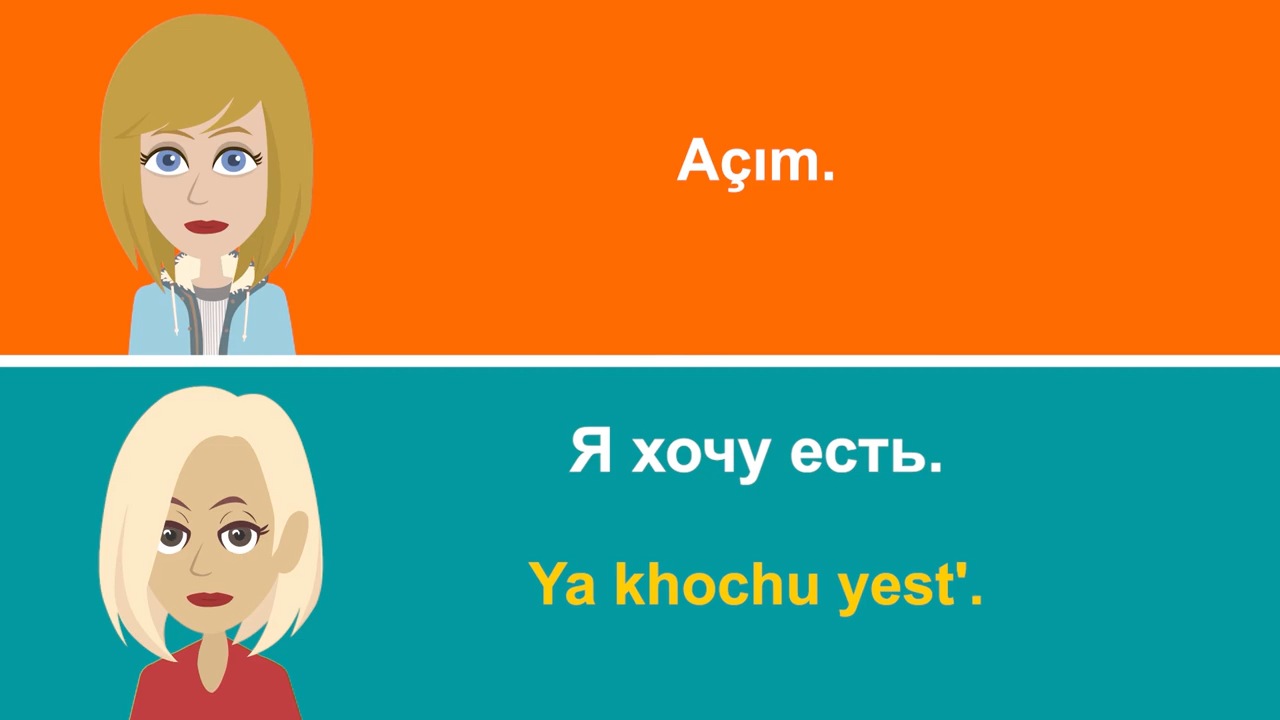 Açım.
Я хочу есть.
Ya khochu yest'.